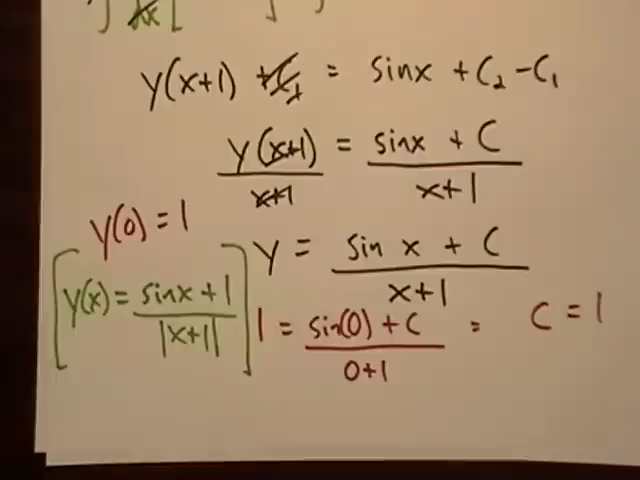 y(x+1) +C₁ = sinx + C₂ - C₁
y(x+1)/x+1 = sinx + C/x+1
y(0) = 1
y = sin x + C/x+1
y(x) = sinx + 1/|x+1|
1 = sin(0) + C/0+1 = C = 1